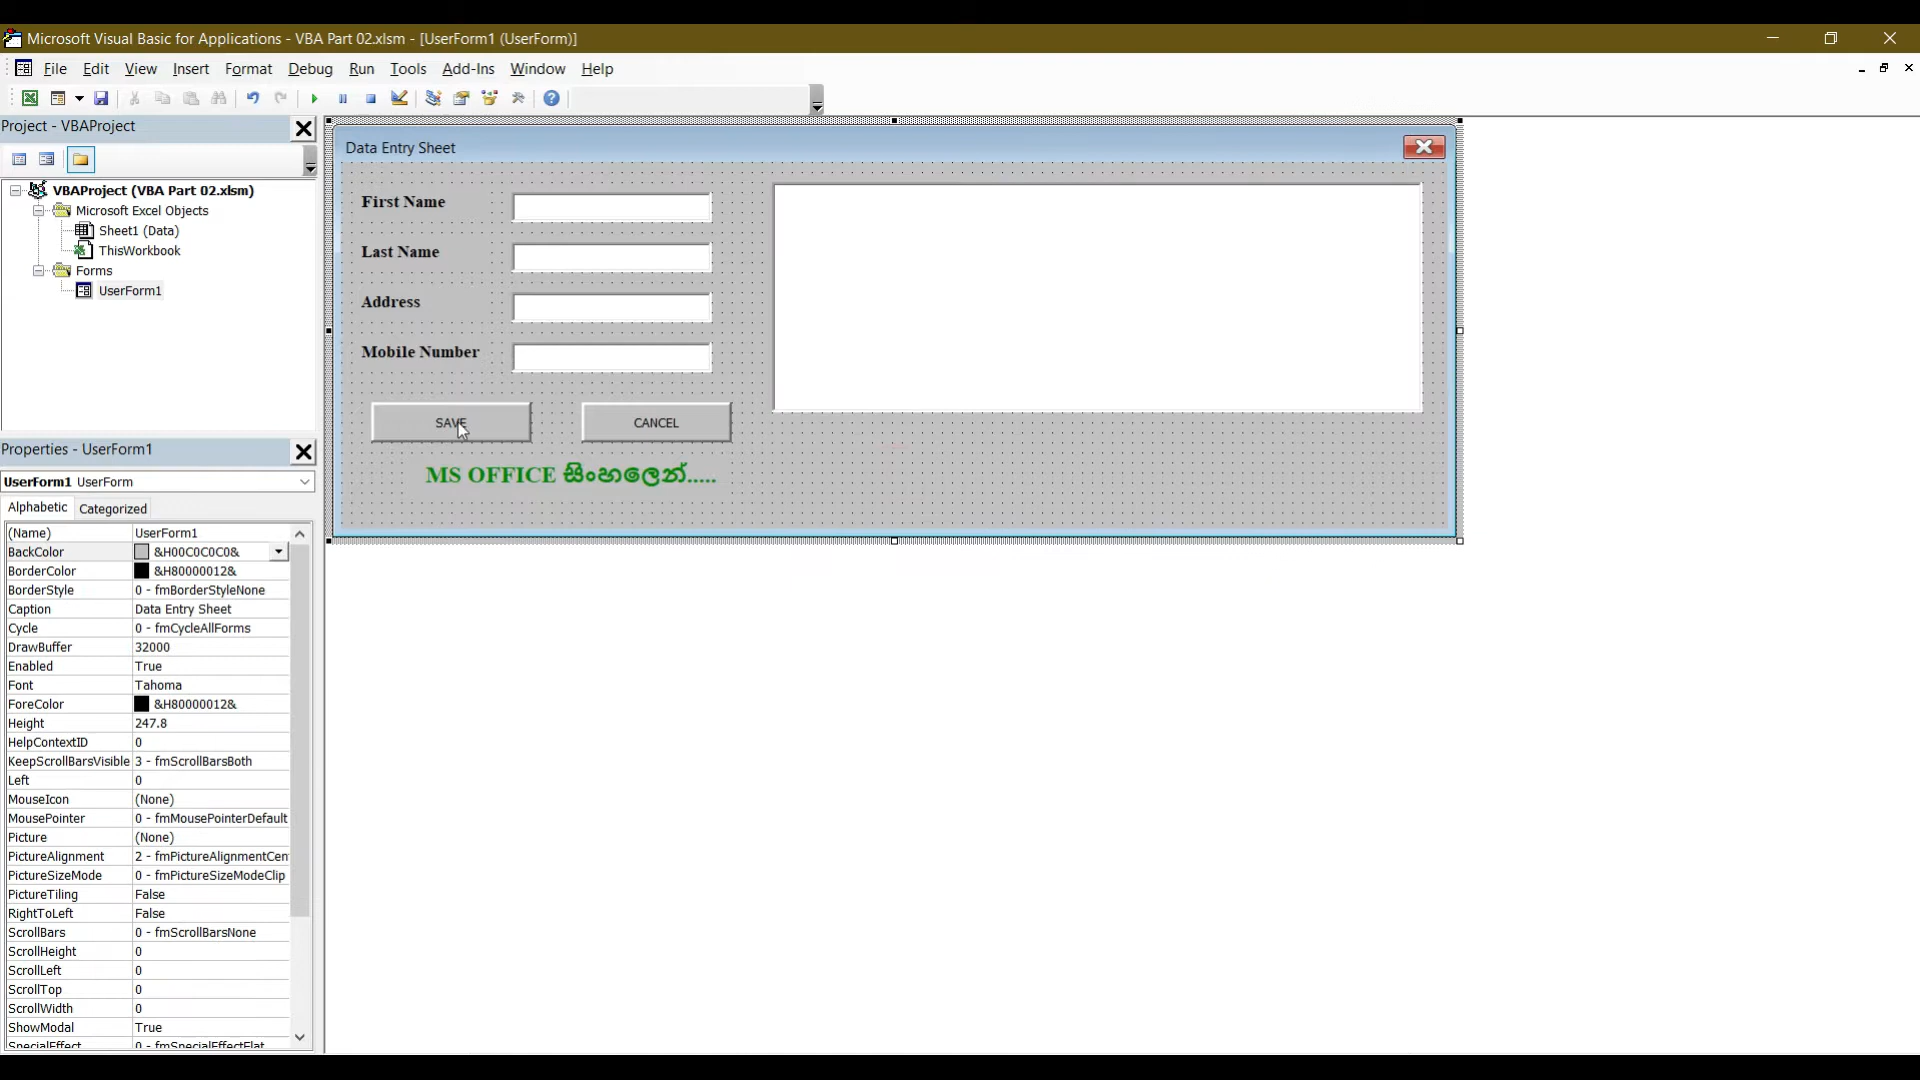 Microsoft Visual Basic for Applications - VBA Part 02.xlsm - [UserForm1 (UserForm)]
File Edit View Insert Format Debug Run Tools Add-Ins Window Help
Project - VBAProject
VBAProject (VBA Part 02.xlsm)
Microsoft Excel Objects
Sheet1 (Data)
ThisWorkbook
Forms
UserForm1
Data Entry Sheet
First Name
Last Name
Address
Mobile Number
SAVE CANCEL
MS OFFICE සිංහලෙන්.....
Properties - UserForm1
UserForm1 UserForm
Alphabetic Categorized
(Name) UserForm1
BackColor &H00C0C0C0&
BorderColor &H80000012&
BorderStyle 0 - fmBorderStyleNone
Caption Data Entry Sheet
Cycle 0 - fmCycleAllForms
DrawBuffer 32000
Enabled True
Font Tahoma
ForeColor &H80000012&
Height 247.8
HelpContextID 0
KeepScrollBarsVisible 3 - fmScrollBarsBoth
Left 0
MouseIcon (None)
MousePointer 0 - fmMousePointerDefault
Picture (None)
PictureAlignment 2 - fmPictureAlignmentCen
PictureSizeMode 0 - fmPictureSizeModeClip
PictureTiling False
RightToLeft False
ScrollBars 0 - fmScrollBarsNone
ScrollHeight 0
ScrollLeft 0
ScrollTop 0
ScrollWidth 0
ShowModal True
SpecialEffect 0 - fmSpecialEffectFlat